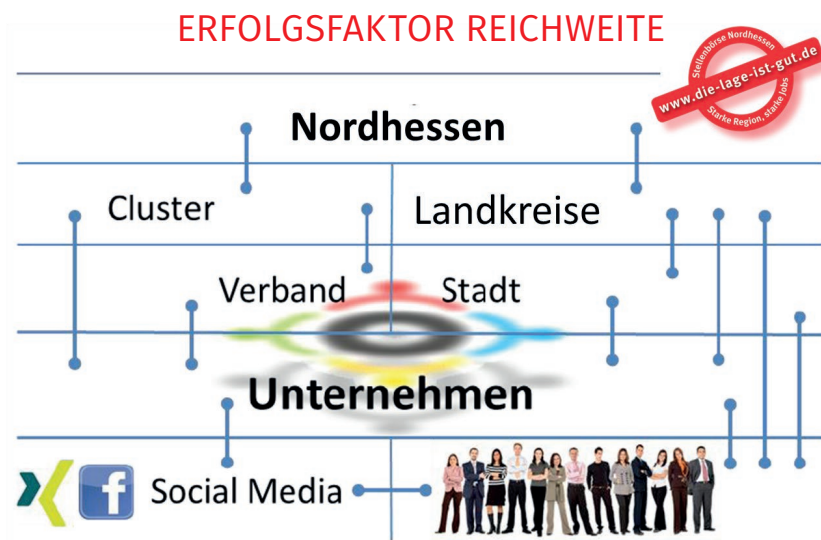 ERFOLGSFAKTOR REICHWEITE
Stellenbörse Nordhessen
www.die-lage-ist-gut.de
Starke Region, starke Jobs
Nordhessen
Cluster
Landkreise
Verband
Stadt
Unternehmen
f
Social Media